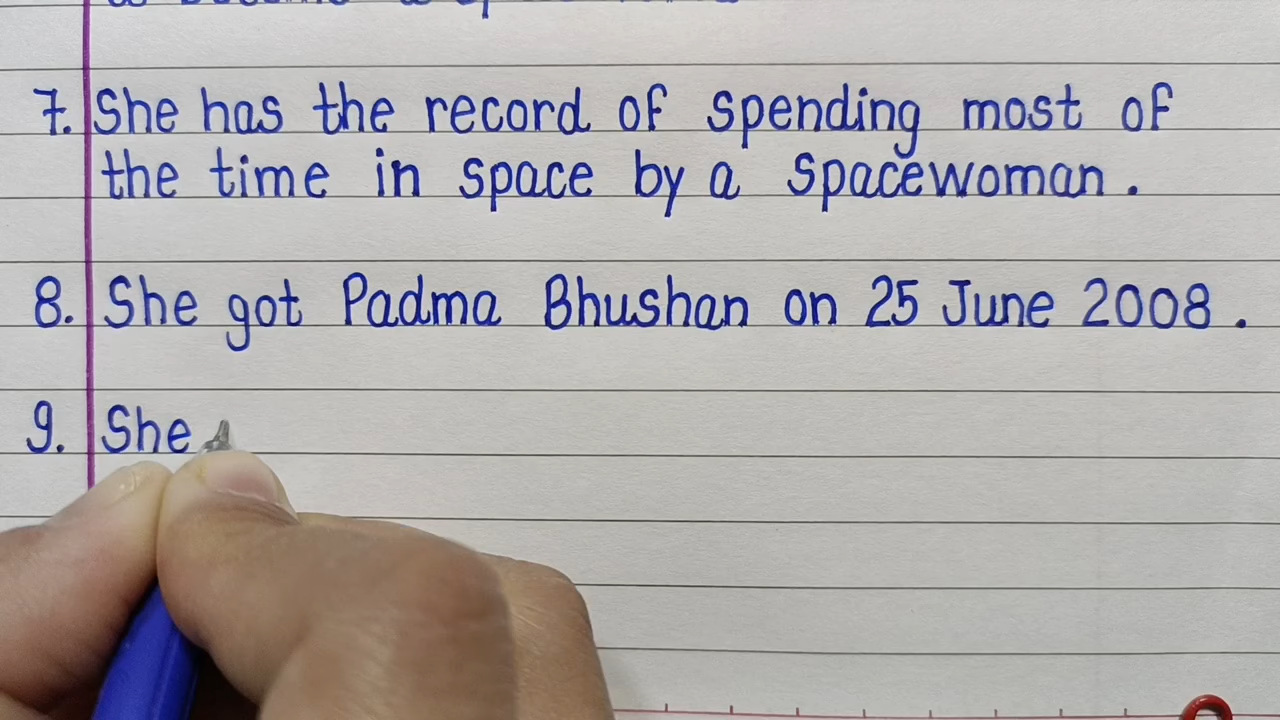 7. She has the record of spending most of
the time in space by a spacewoman.
8. She got Padma Bhushan on 25 June 2008.
9. She